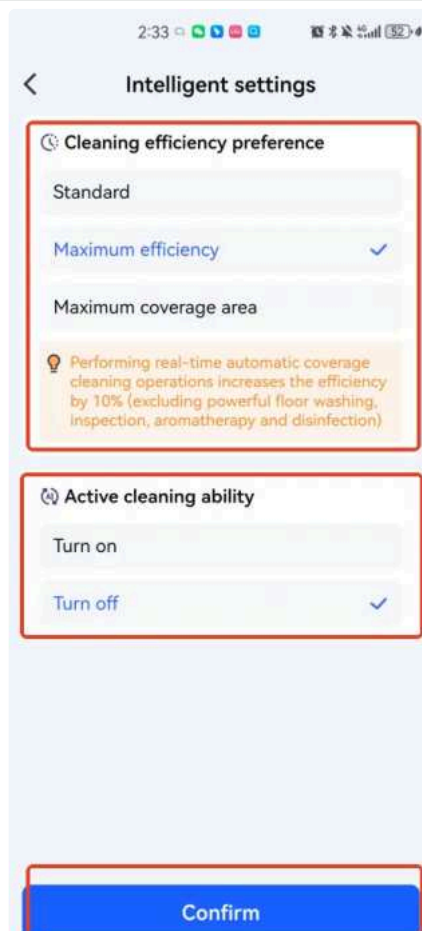 2:33
52
Intelligent settings
Cleaning efficiency preference
Standard
Maximum efficiency
Maximum coverage area
Performing real-time automatic coverage
cleaning operations increases the efficiency
by 10% (excluding powerful floor washing,
inspection, aromatherapy and disinfection)
Active cleaning ability
Turn on
Turn off
Confirm